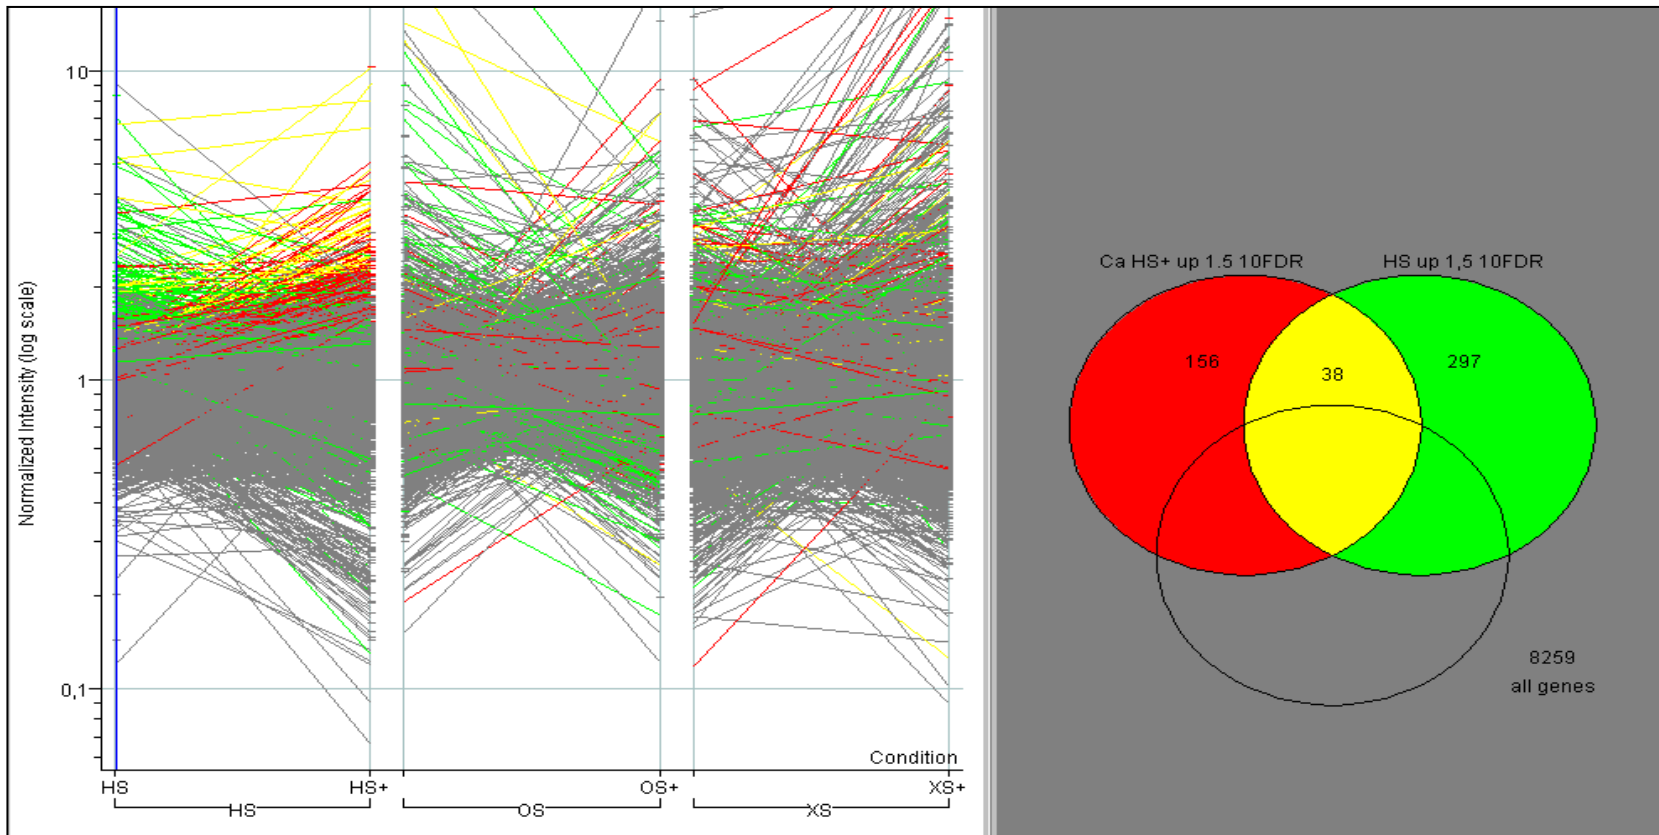 Normalized Intensity (log scale)
10
1
0,1
Condition
HS HS+ OS+ XS+
HS OS XS
Ca HS+ up 1.5 10FDR
HS up 1,5 10FDR
156
38
297
8259
all genes